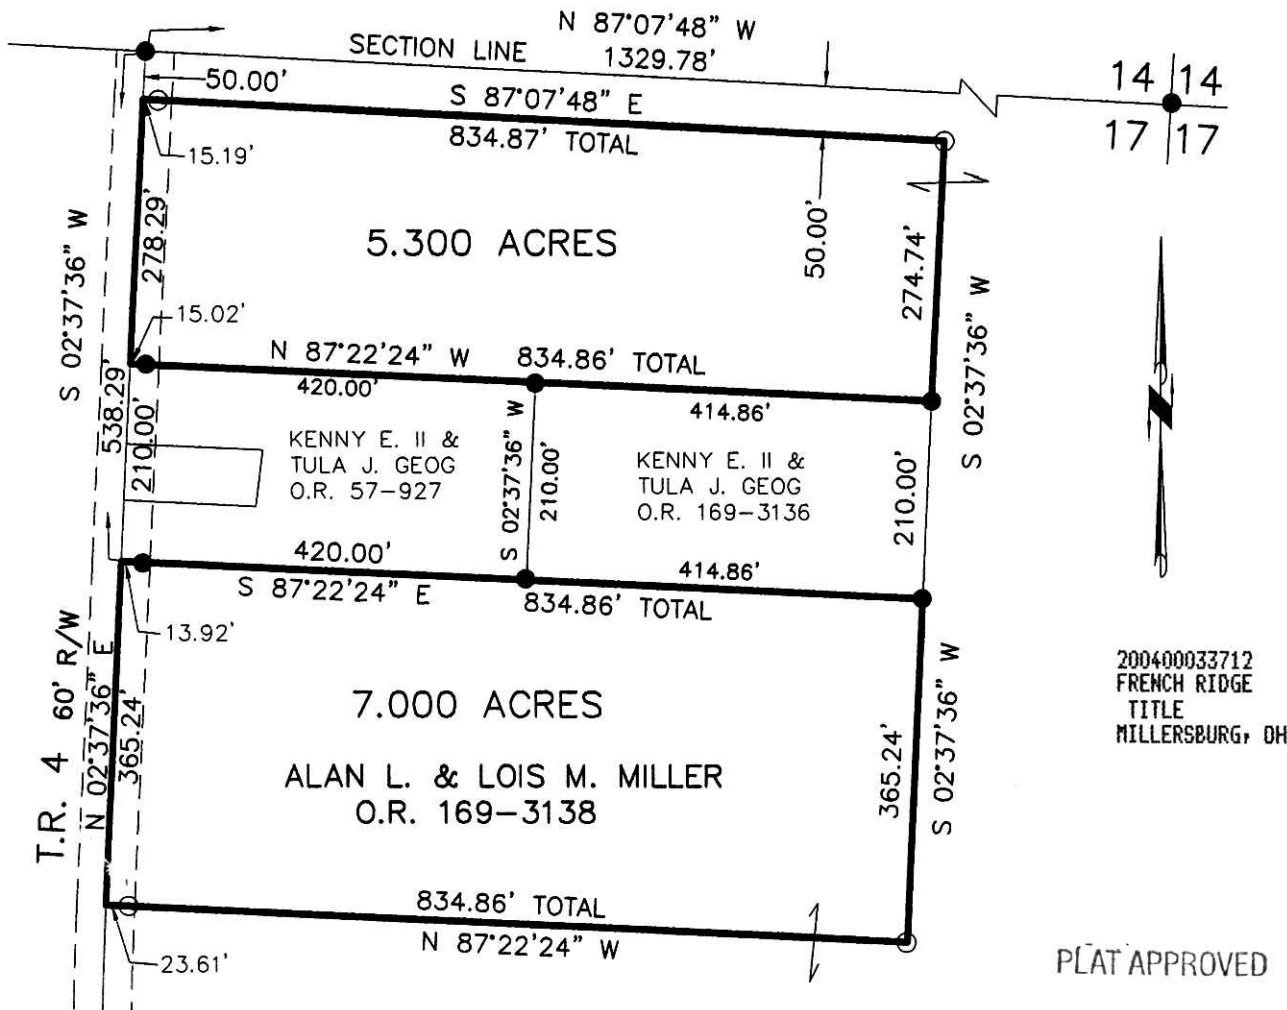 N 87°07'48" W
SECTION LINE 1329.78'
14 14
17 17
50.00'
S 87°07'48" E
834.87' TOTAL
15.19'
S 02°37'36" W
278.29'
5.300 ACRES
50.00'
274.74'
S 02°37'36" W
15.02'
N 87°22'24" W 834.86' TOTAL
420.00'
414.86'
538.29'
210.00'
KENNY E. II &
TULA J. GEOG
O.R. 57-927
S 02°37'36" W
210.00'
KENNY E. II &
TULA J. GEOG
O.R. 169-3136
210.00'
420.00'
414.86'
S 87°22'24" E
834.86' TOTAL
13.92'
T.R. 4 60' R/W
N 02°37'36" E
365.24'
7.000 ACRES
ALAN L. & LOIS M. MILLER
O.R. 169-3138
365.24'
S 02°37'36" W
200400033712
FRENCH RIDGE
TITLE
MILLERSBURG, OH
834.86' TOTAL
N 87°22'24" W
23.61'
PLAT APPROVED